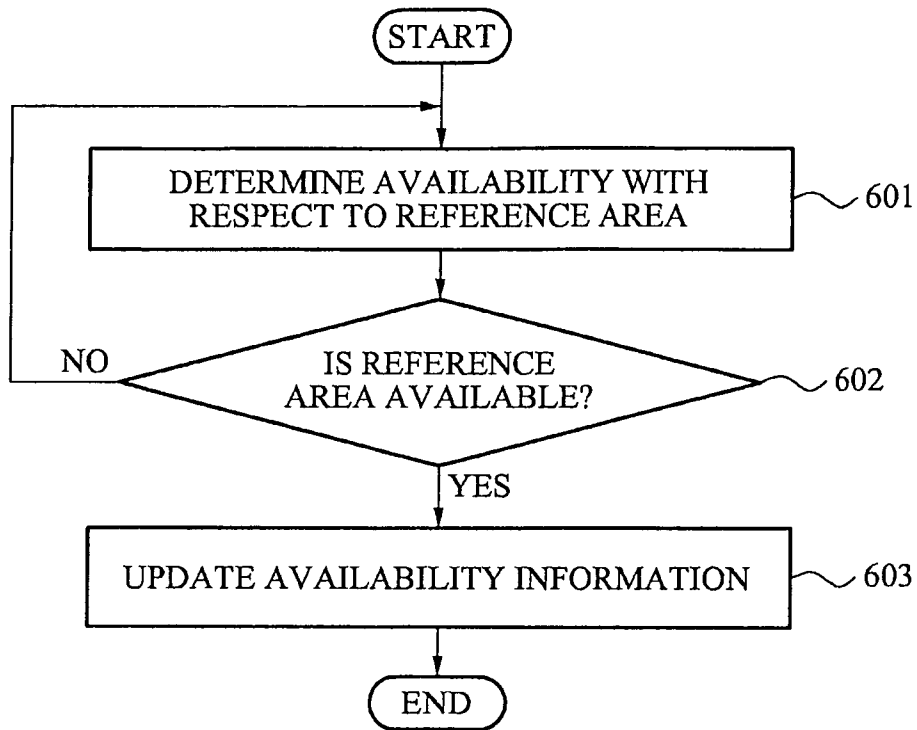 START
DETERMINE AVAILABILITY WITH
RESPECT TO REFERENCE AREA
601
IS REFERENCE
AREA AVAILABLE?
NO
602
YES
UPDATE AVAILABILITY INFORMATION
603
END